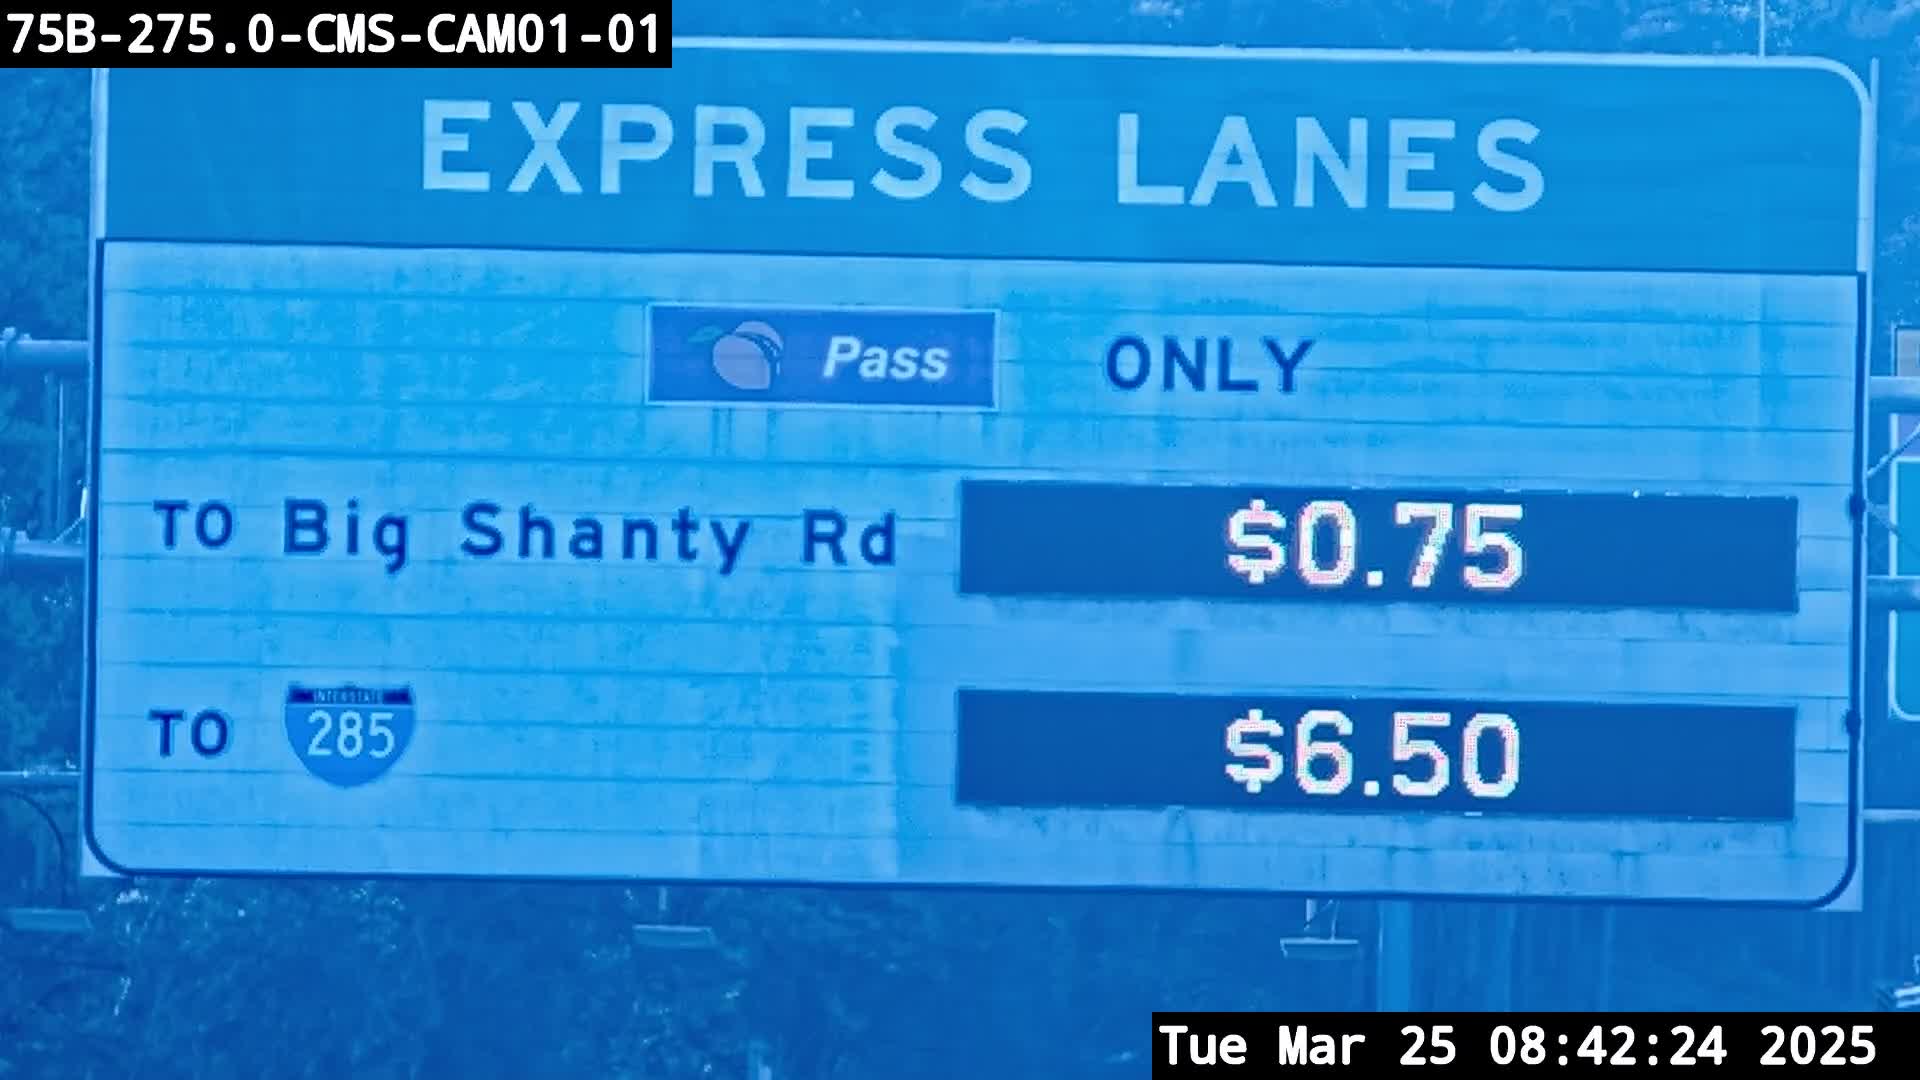 75B-275.0-CMS-CAM01-01
EXPRESS LANES
Pass ONLY
TO Big Shanty Rd $0.75
TO INTERSTATE 285 $6.50
Tue Mar 25 08:42:24 2025